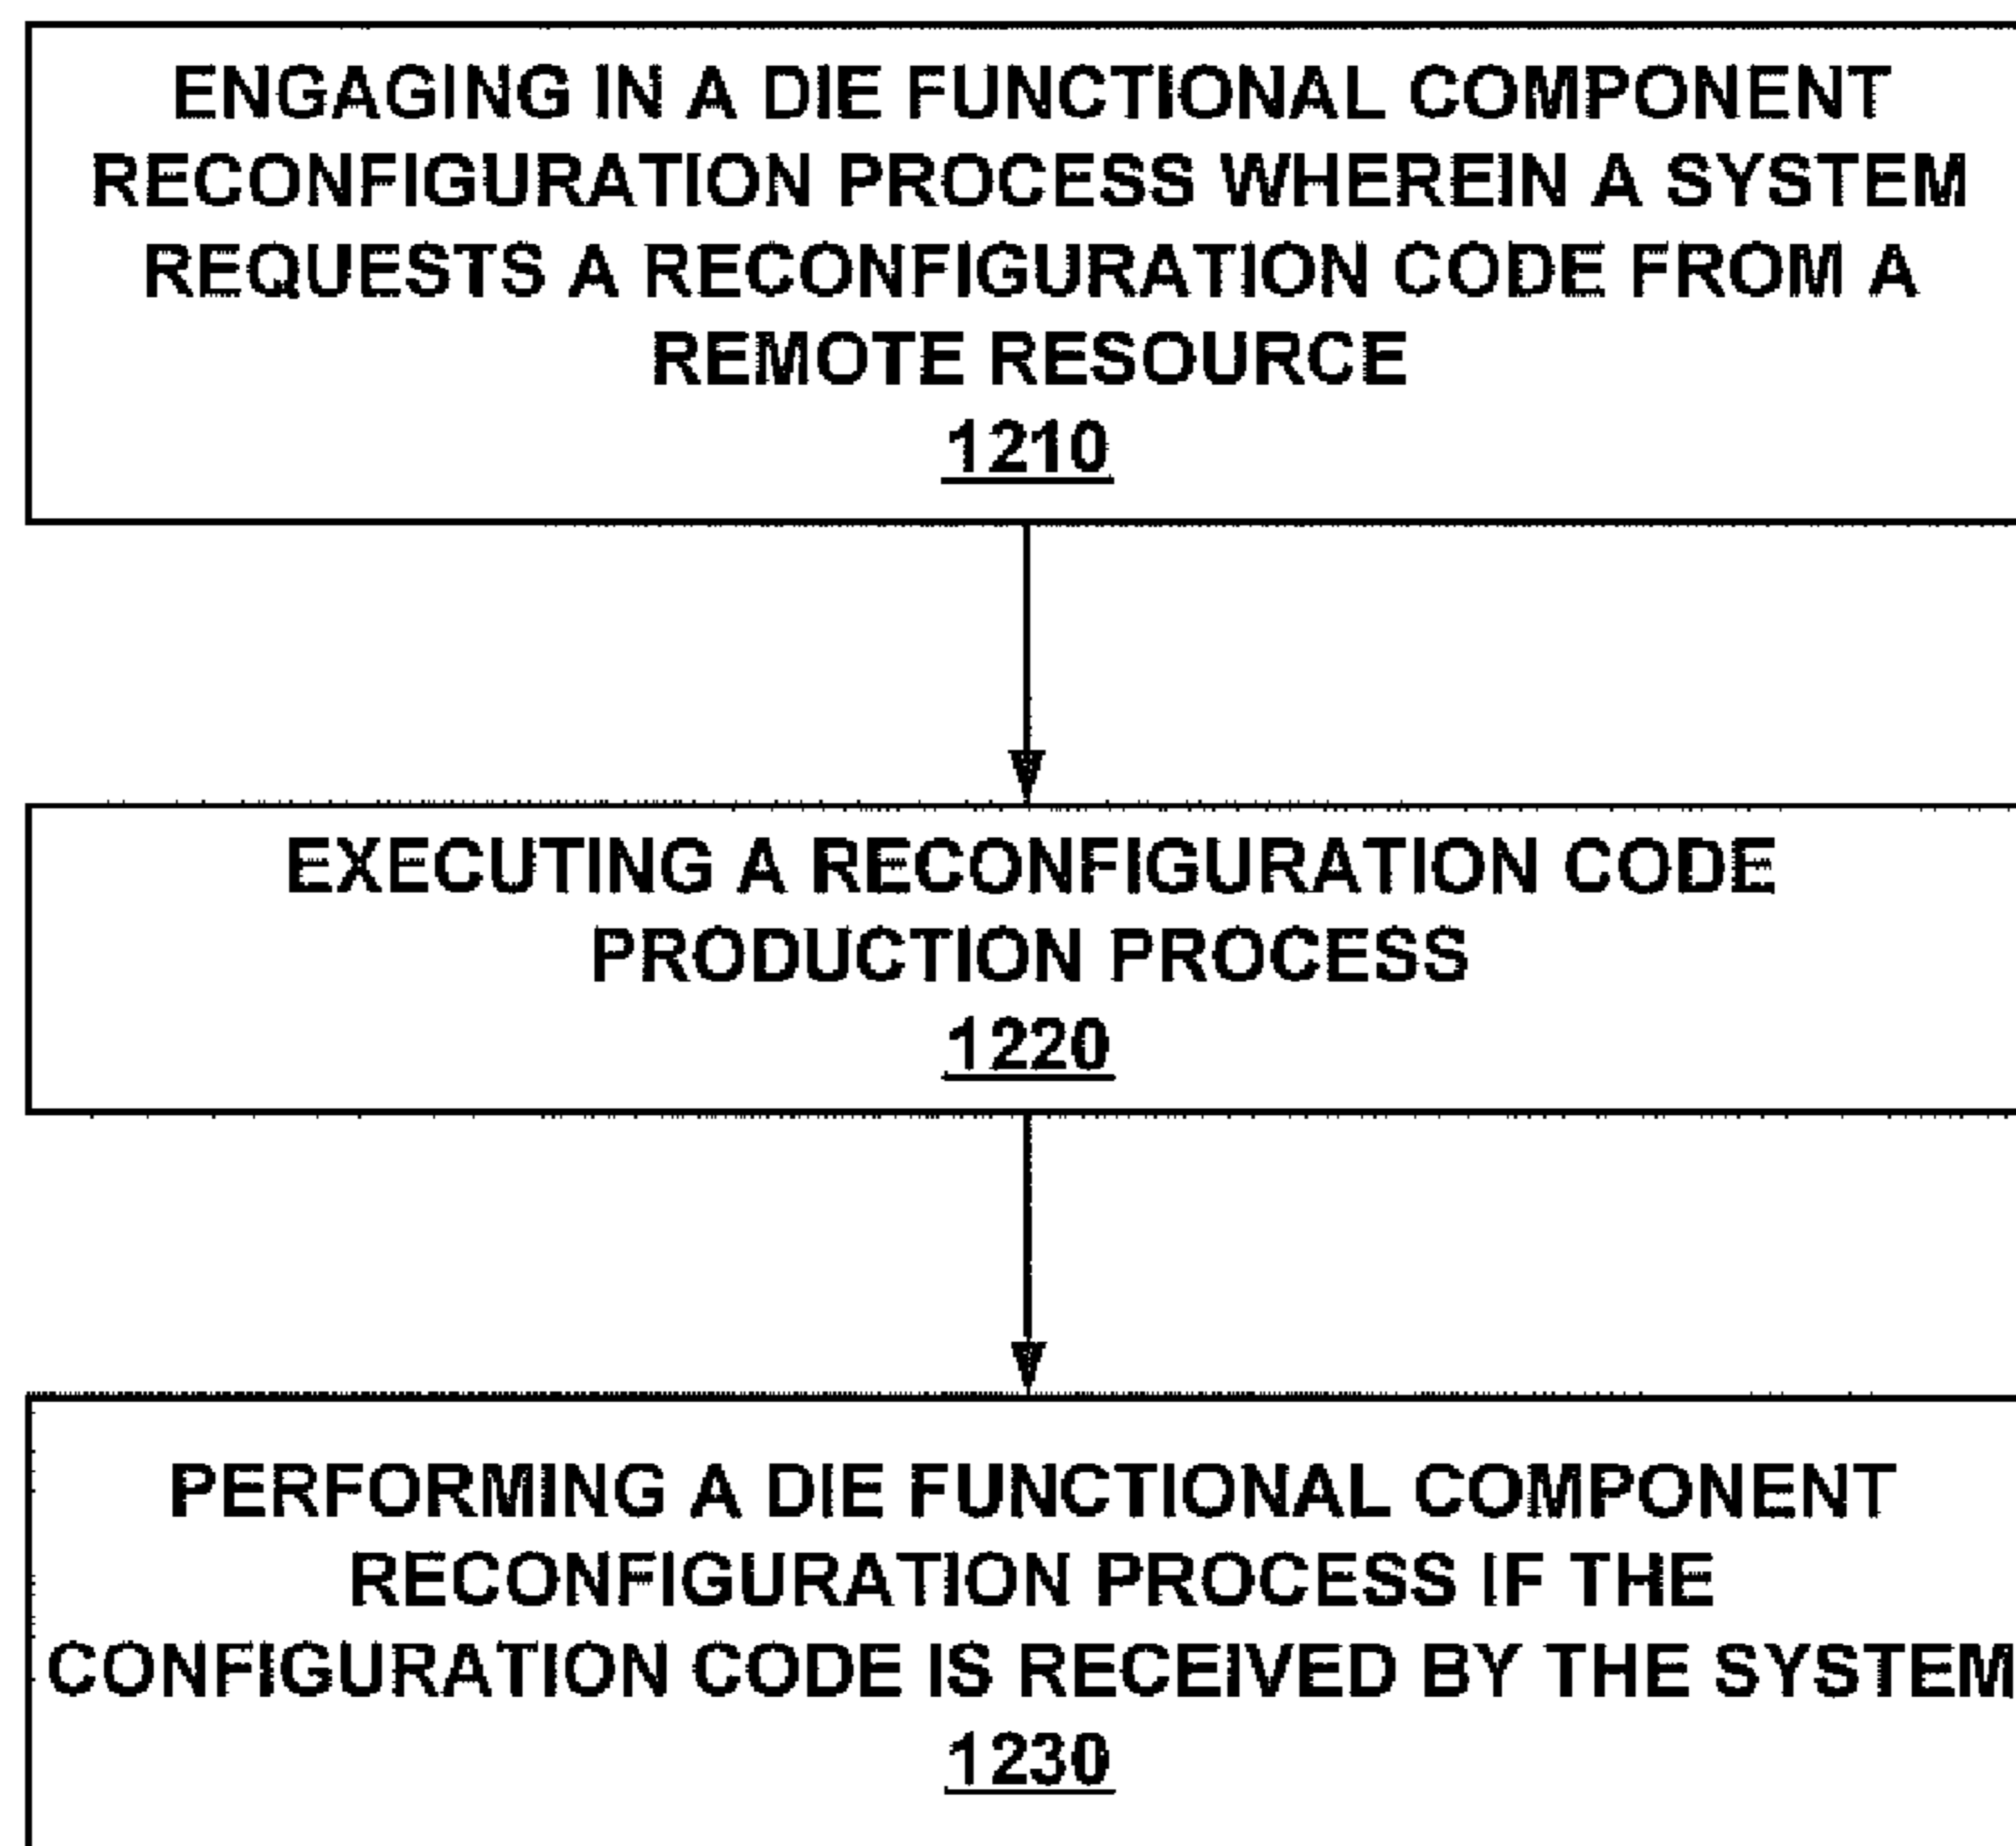 ENGAGING IN A DIE FUNCTIONAL COMPONENT
RECONFIGURATION PROCESS WHEREIN A SYSTEM
REQUESTS A RECONFIGURATION CODE FROM A
REMOTE RESOURCE
1210
EXECUTING A RECONFIGURATION CODE
PRODUCTION PROCESS
1220
PERFORMING A DIE FUNCTIONAL COMPONENT
RECONFIGURATION PROCESS IF THE
CONFIGURATION CODE IS RECEIVED BY THE SYSTEM
1230